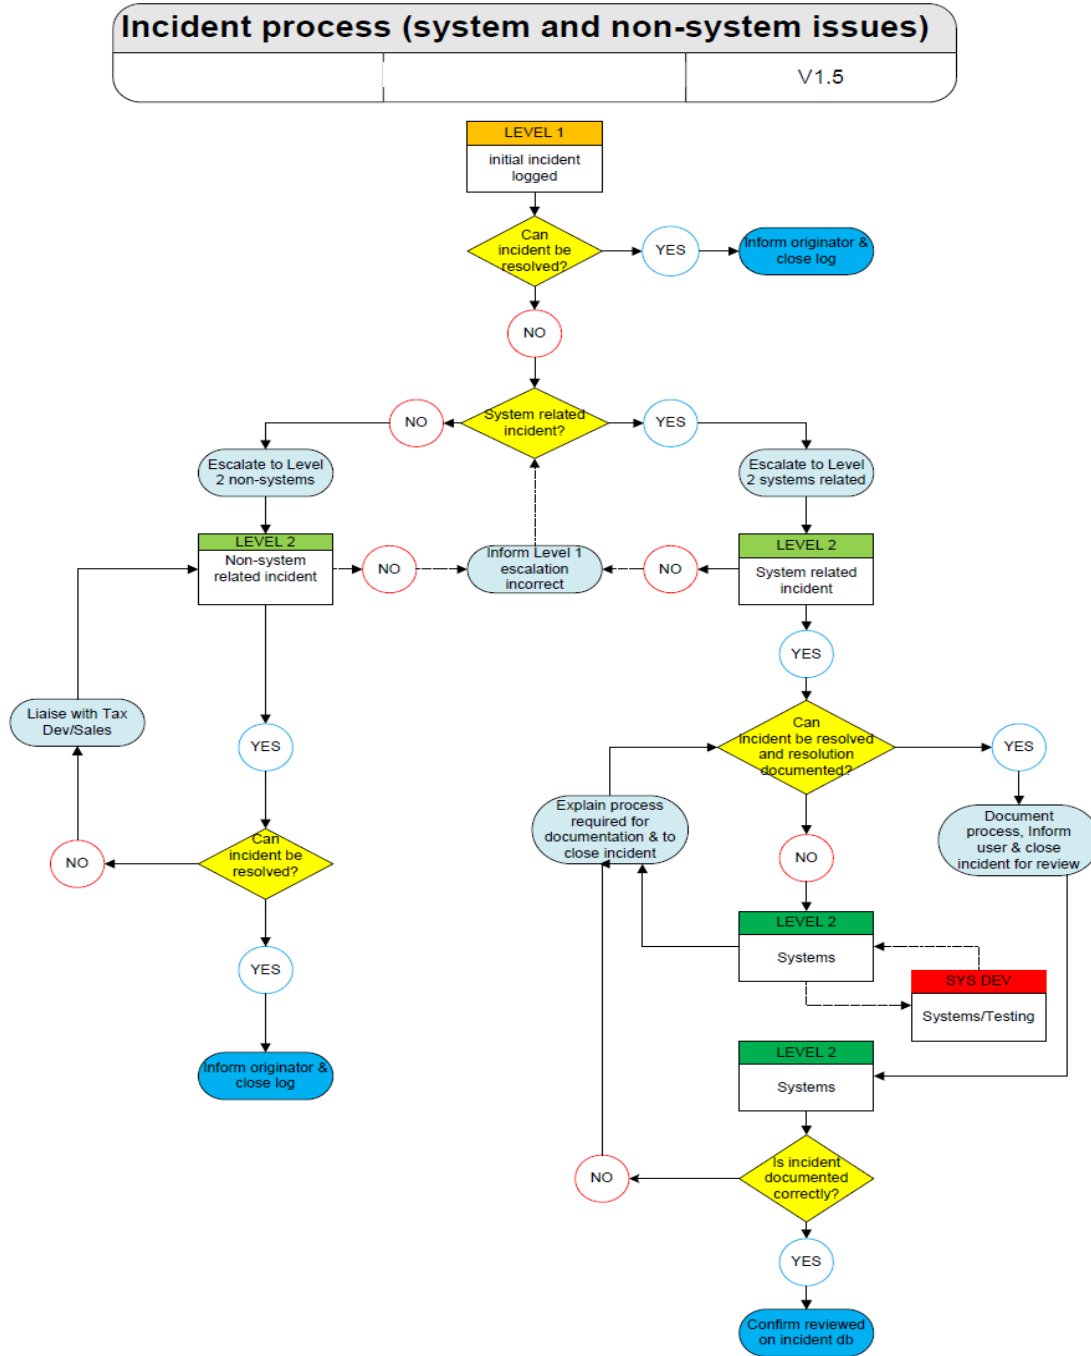 Incident process (system and non-system issues)
V1.5
LEVEL 1
initial incident
logged
Can
incident be
resolved?
YES
Inform originator &
close log
NO
NO
System related
incident?
YES
Escalate to Level
2 non-systems
Escalate to Level
2 systems related
LEVEL 2
Non-system
related incident
NO
Inform Level 1
escalation
incorrect
NO
LEVEL 2
System related
incident
YES
Liaise with Tax
Dev/Sales
YES
Can
incident be resolved
and resolution
documented?
YES
Explain process
required for
documentation & to
close incident
Document
process, Inform
user & close
incident for review
NO
Can
incident be
resolved?
NO
LEVEL 2
Systems
YES
SYS DEV
Systems/Testing
Inform originator &
close log
LEVEL 2
Systems
NO
Is incident
documented
correctly?
YES
Confirm reviewed
on incident db